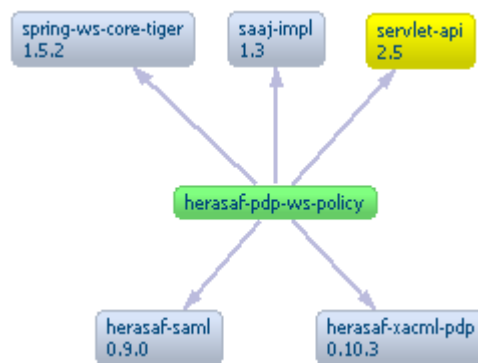 spring-ws-core-tiger
1.5.2
saaj-impl
1.3
servlet-api
2.5
herasaf-pdp-ws-policy
herasaf-saml
0.9.0
herasaf-xacml-pdp
0.10.3